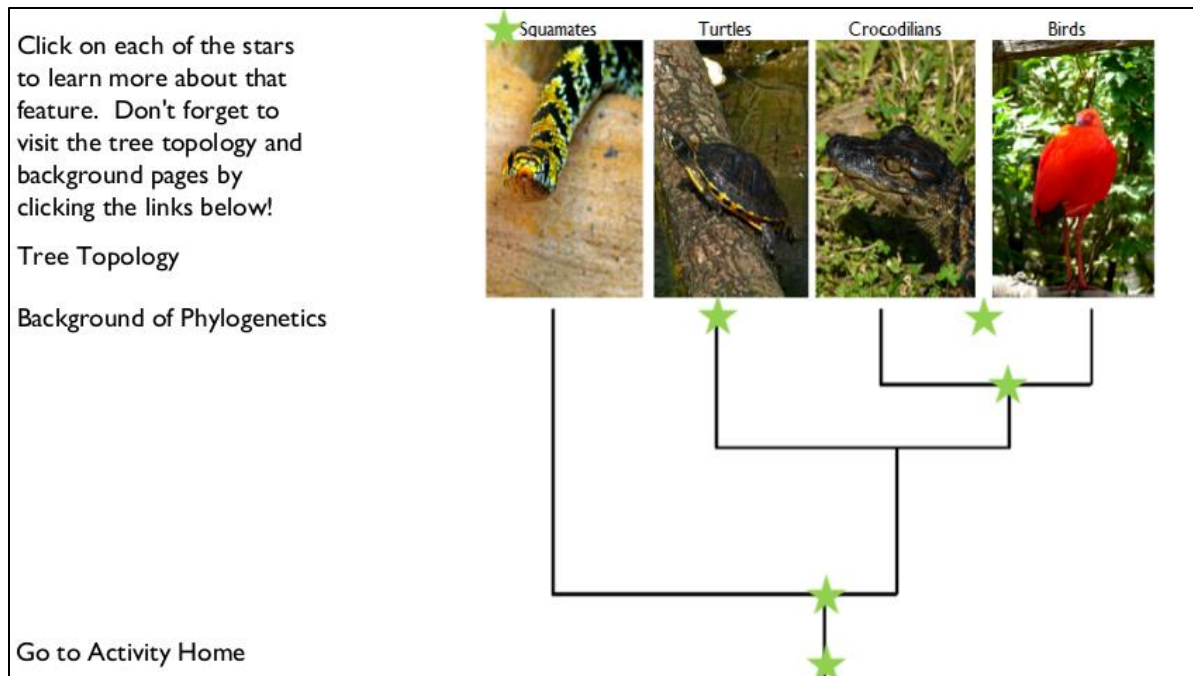 Click on each of the stars
to learn more about that
feature. Don't forget to
visit the tree topology and
background pages by
clicking the links below!
Tree Topology
Background of Phylogenetics
Go to Activity Home
Squamates
Turtles
Crocodilians
Birds